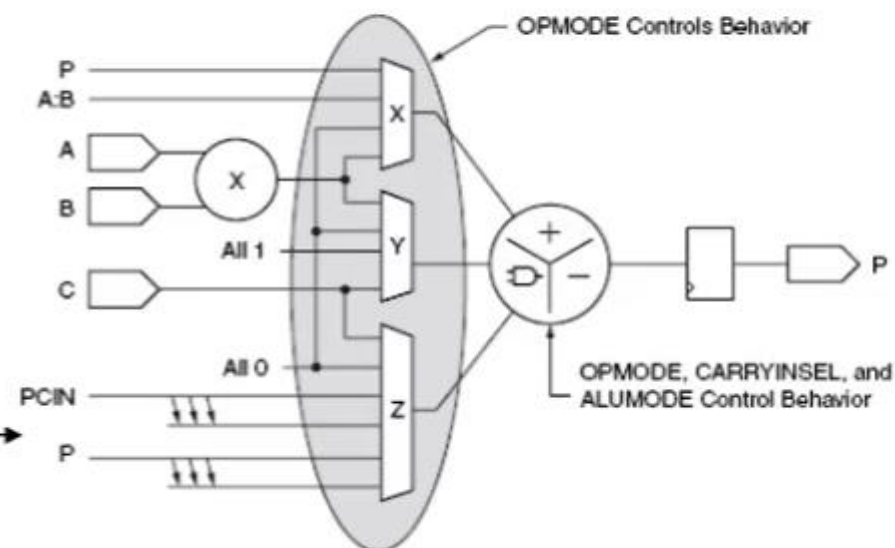 OPMODE Controls Behavior
P
A:B
A
X
X
B
All 1
Y
P
C
All 0
OPMODE, CARRYINSEL, and
ALUMODE Control Behavior
PCIN
Z
P
+
−